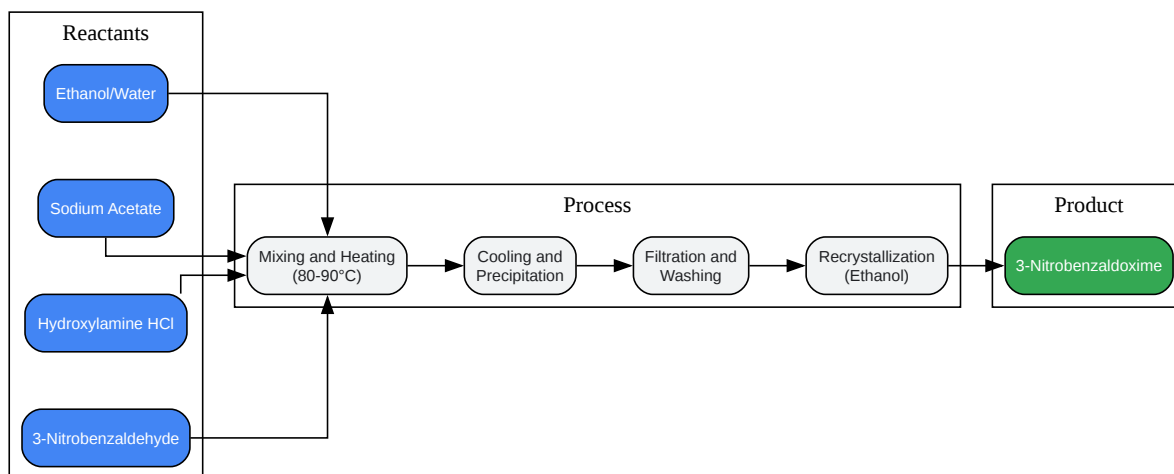 Reactants
Ethanol/Water
Sodium Acetate
Hydroxylamine HCl
3-Nitrobenzaldehyde
Process
Mixing and Heating
(80-90°C)
Cooling and
Precipitation
Filtration and
Washing
Recrystallization
(Ethanol)
Product
3-Nitrobenzaldoxime